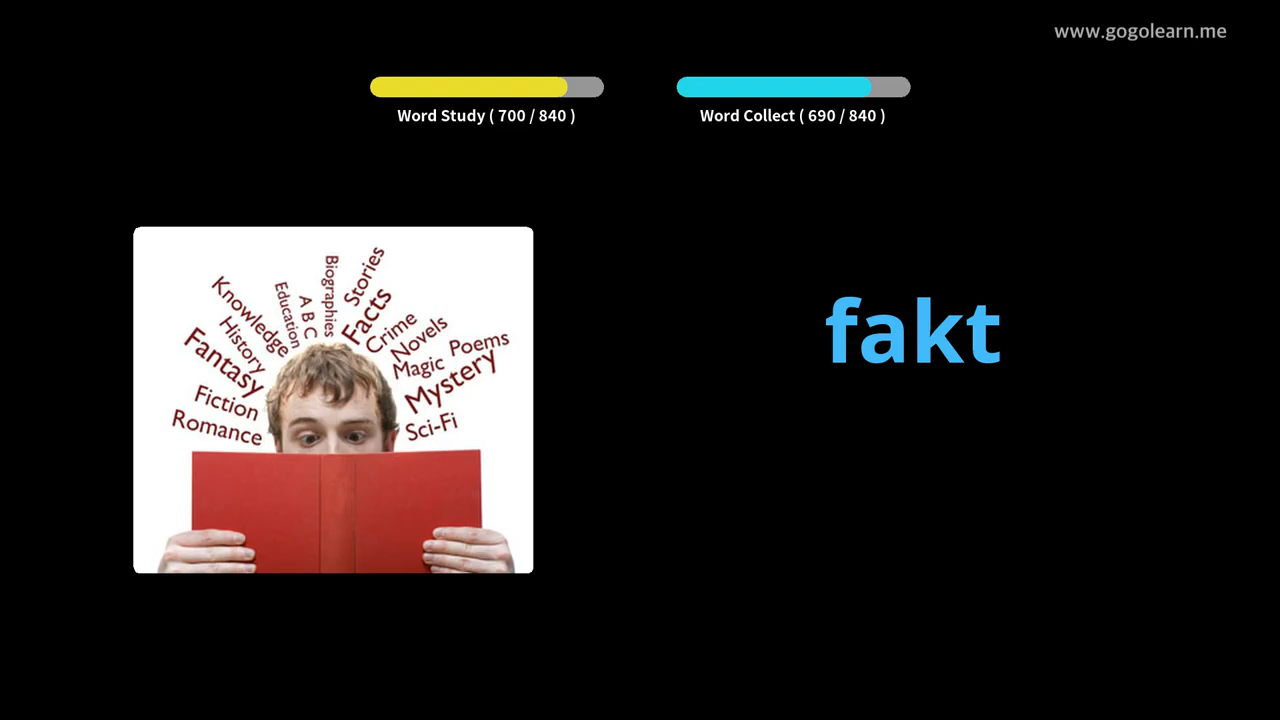 www.gogolearn.me
Word Study ( 700 / 840 )
Word Collect ( 690 / 840 )
Knowledge
Education
A B C
Biographies
Stories
Facts
Crime
Novels
Poems
History
Fantasy
Magic
Mystery
Fiction
Romance
Sci-Fi
fakt